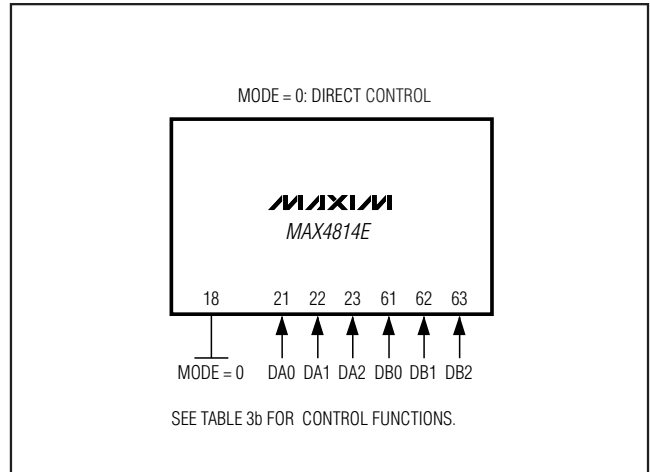 MODE = 0: DIRECT CONTROL
MAXIM
MAX4814E
18 21 22 23 61 62 63
MODE = 0 DA0 DA1 DA2 DB0 DB1 DB2
SEE TABLE 3b FOR CONTROL FUNCTIONS.